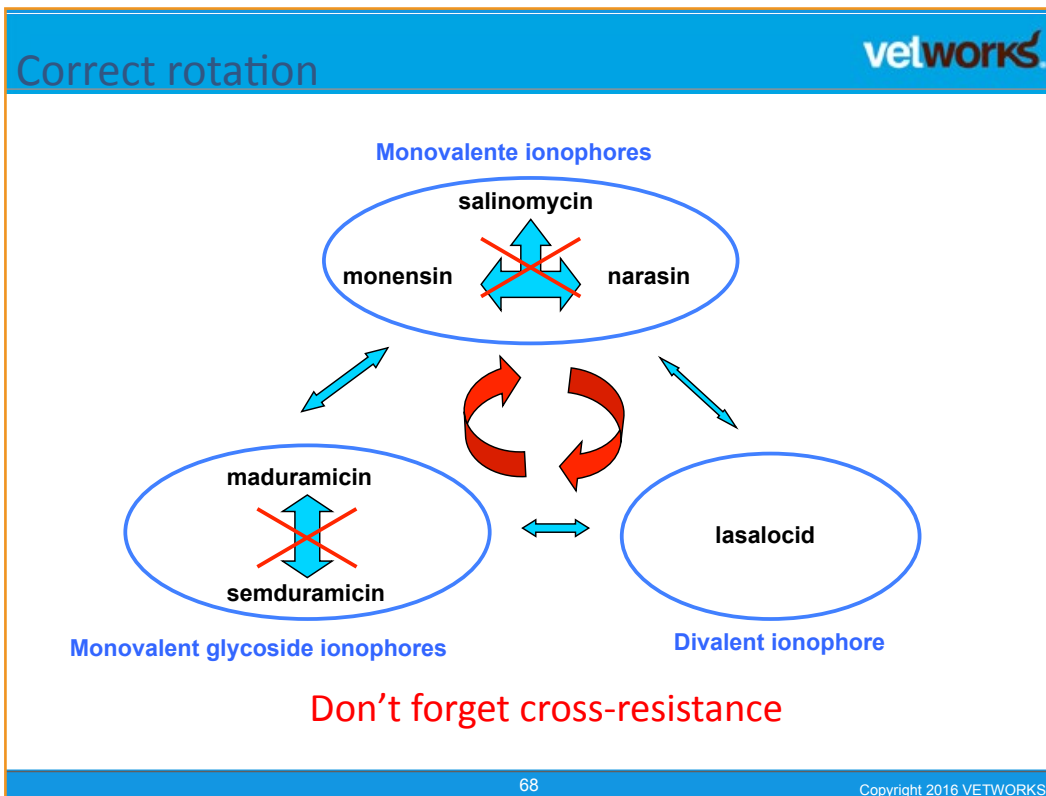 Correct rotation
vetworks.
Monovalente ionophores
salinomycin
monensin
narasin
maduramicin
semduramicin
lasalocid
Monovalent glycoside ionophores
Divalent ionophore
Don't forget cross-resistance
68
Copyright 2016 VETWORKS